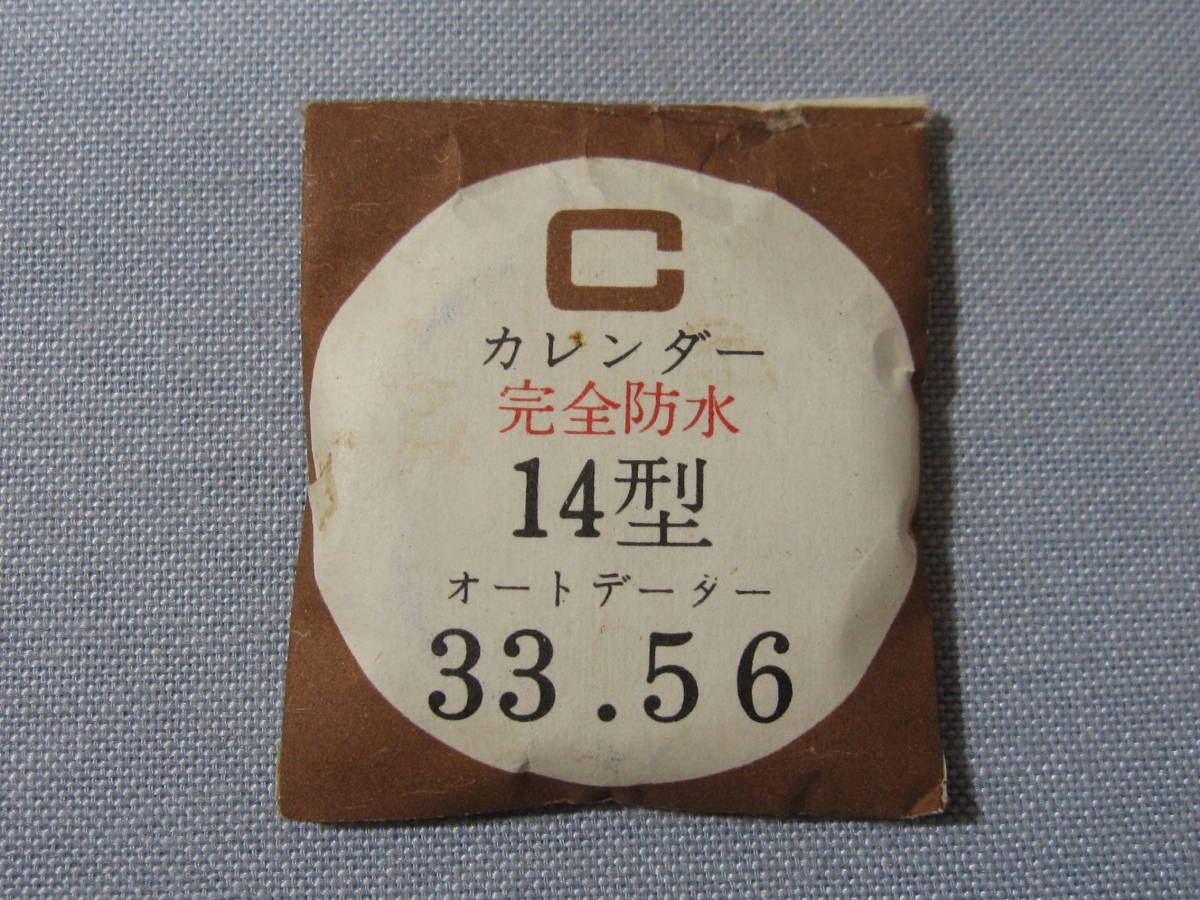 C
カレンダー
完全防水
14型
オートデーター
33.56